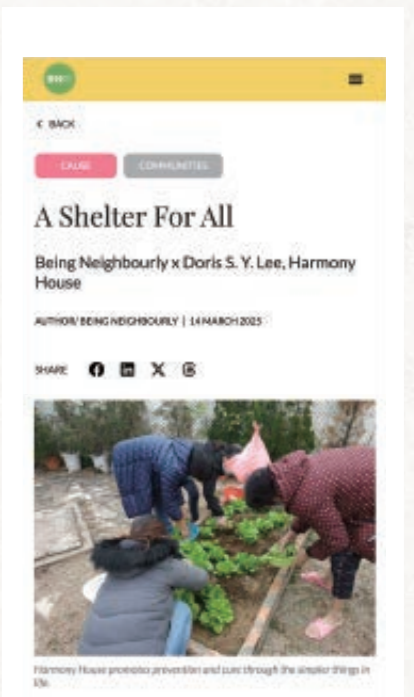 < BACK
CAUSE COMMUNITIES
A Shelter For All
Being Neighbourly x Doris S. Y. Lee, Harmony
House
AUTHOR/ BEING NEIGHBOURLY | 14 MARCH 2025
SHARE
Harmony House promotes prevention and cure through the simpler things in
life.